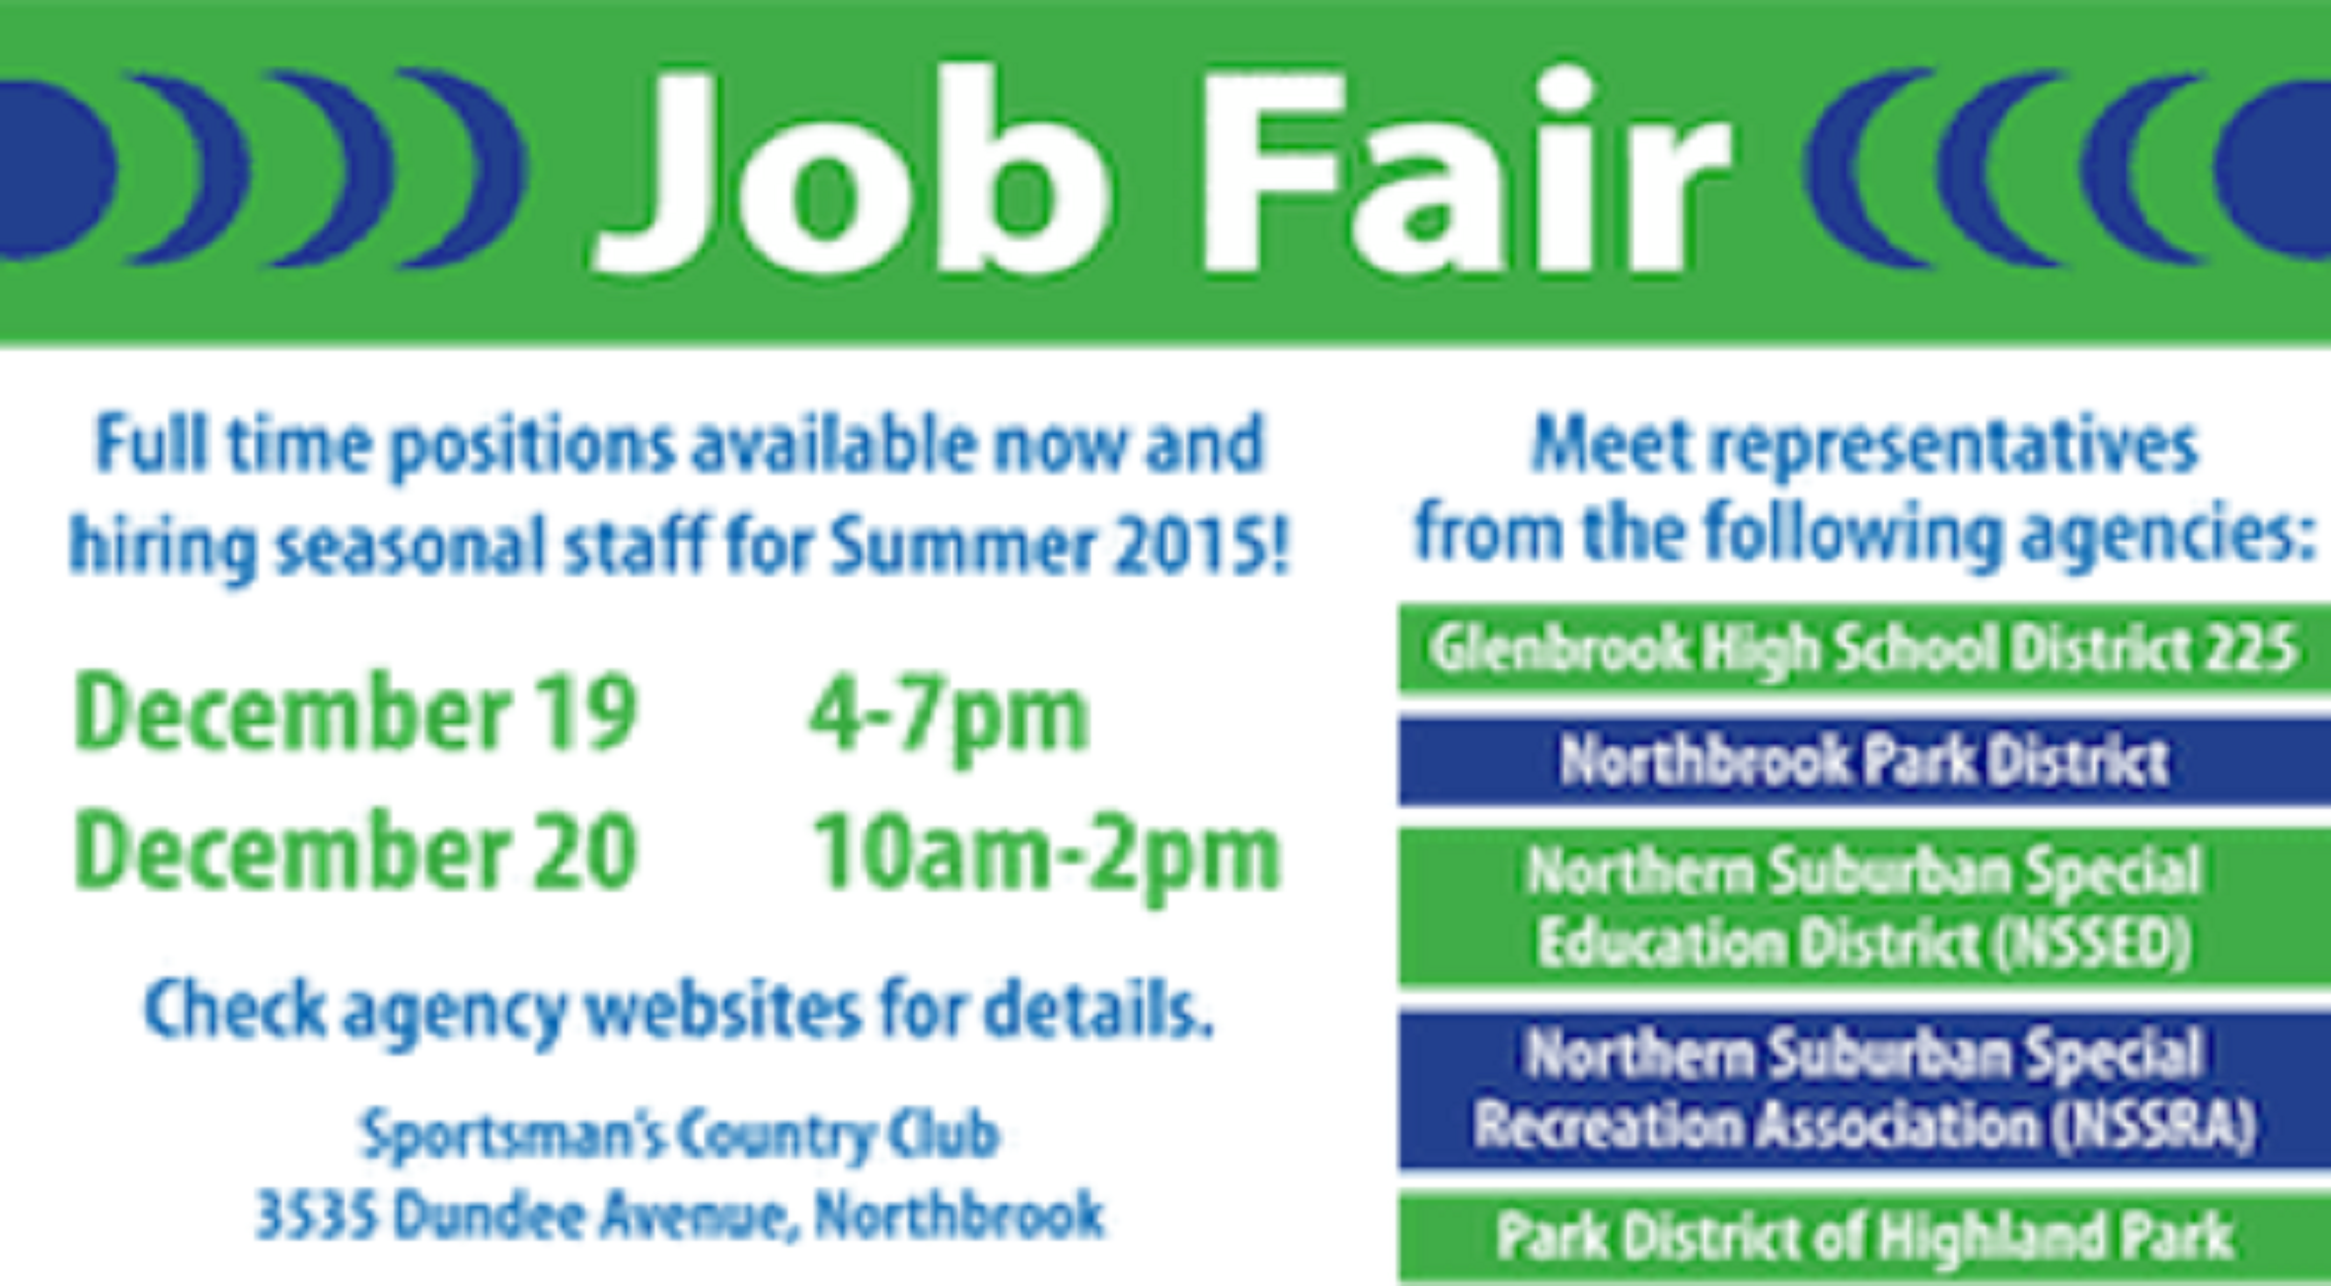 Job Fair
Full time positions available now and
hiring seasonal staff for Summer 2015!
December 19 4-7pm
December 20 10am-2pm
Check agency websites for details.
Sportsman's Country Club
3535 Dundee Avenue, Northbrook
Meet representatives
from the following agencies:
Glenbrook High School District 225
Northbrook Park District
Northern Suburban Special
Education District (NSSED)
Northern Suburban Special
Recreation Association (NSSRA)
Park District of Highland Park